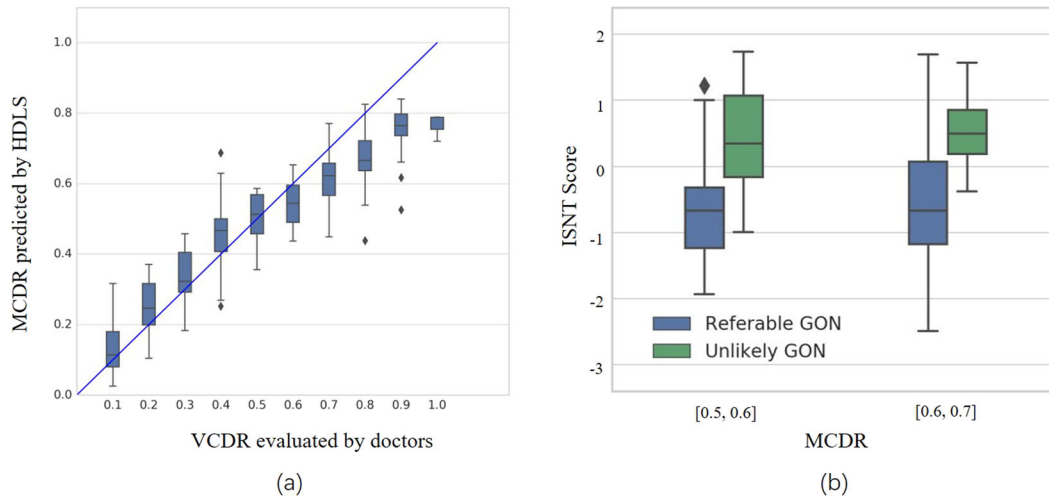 MCDR predicted by HDLS
1.0
0.8
0.6
0.4
0.2
0.0
0.1 0.2 0.3 0.4 0.5 0.6 0.7 0.8 0.9 1.0
VCDR evaluated by doctors
(a)
ISNT Score
2
1
0
-1
-2
-3
Referable GON
Unlikely GON
[0.5, 0.6] [0.6, 0.7]
MCDR
(b)